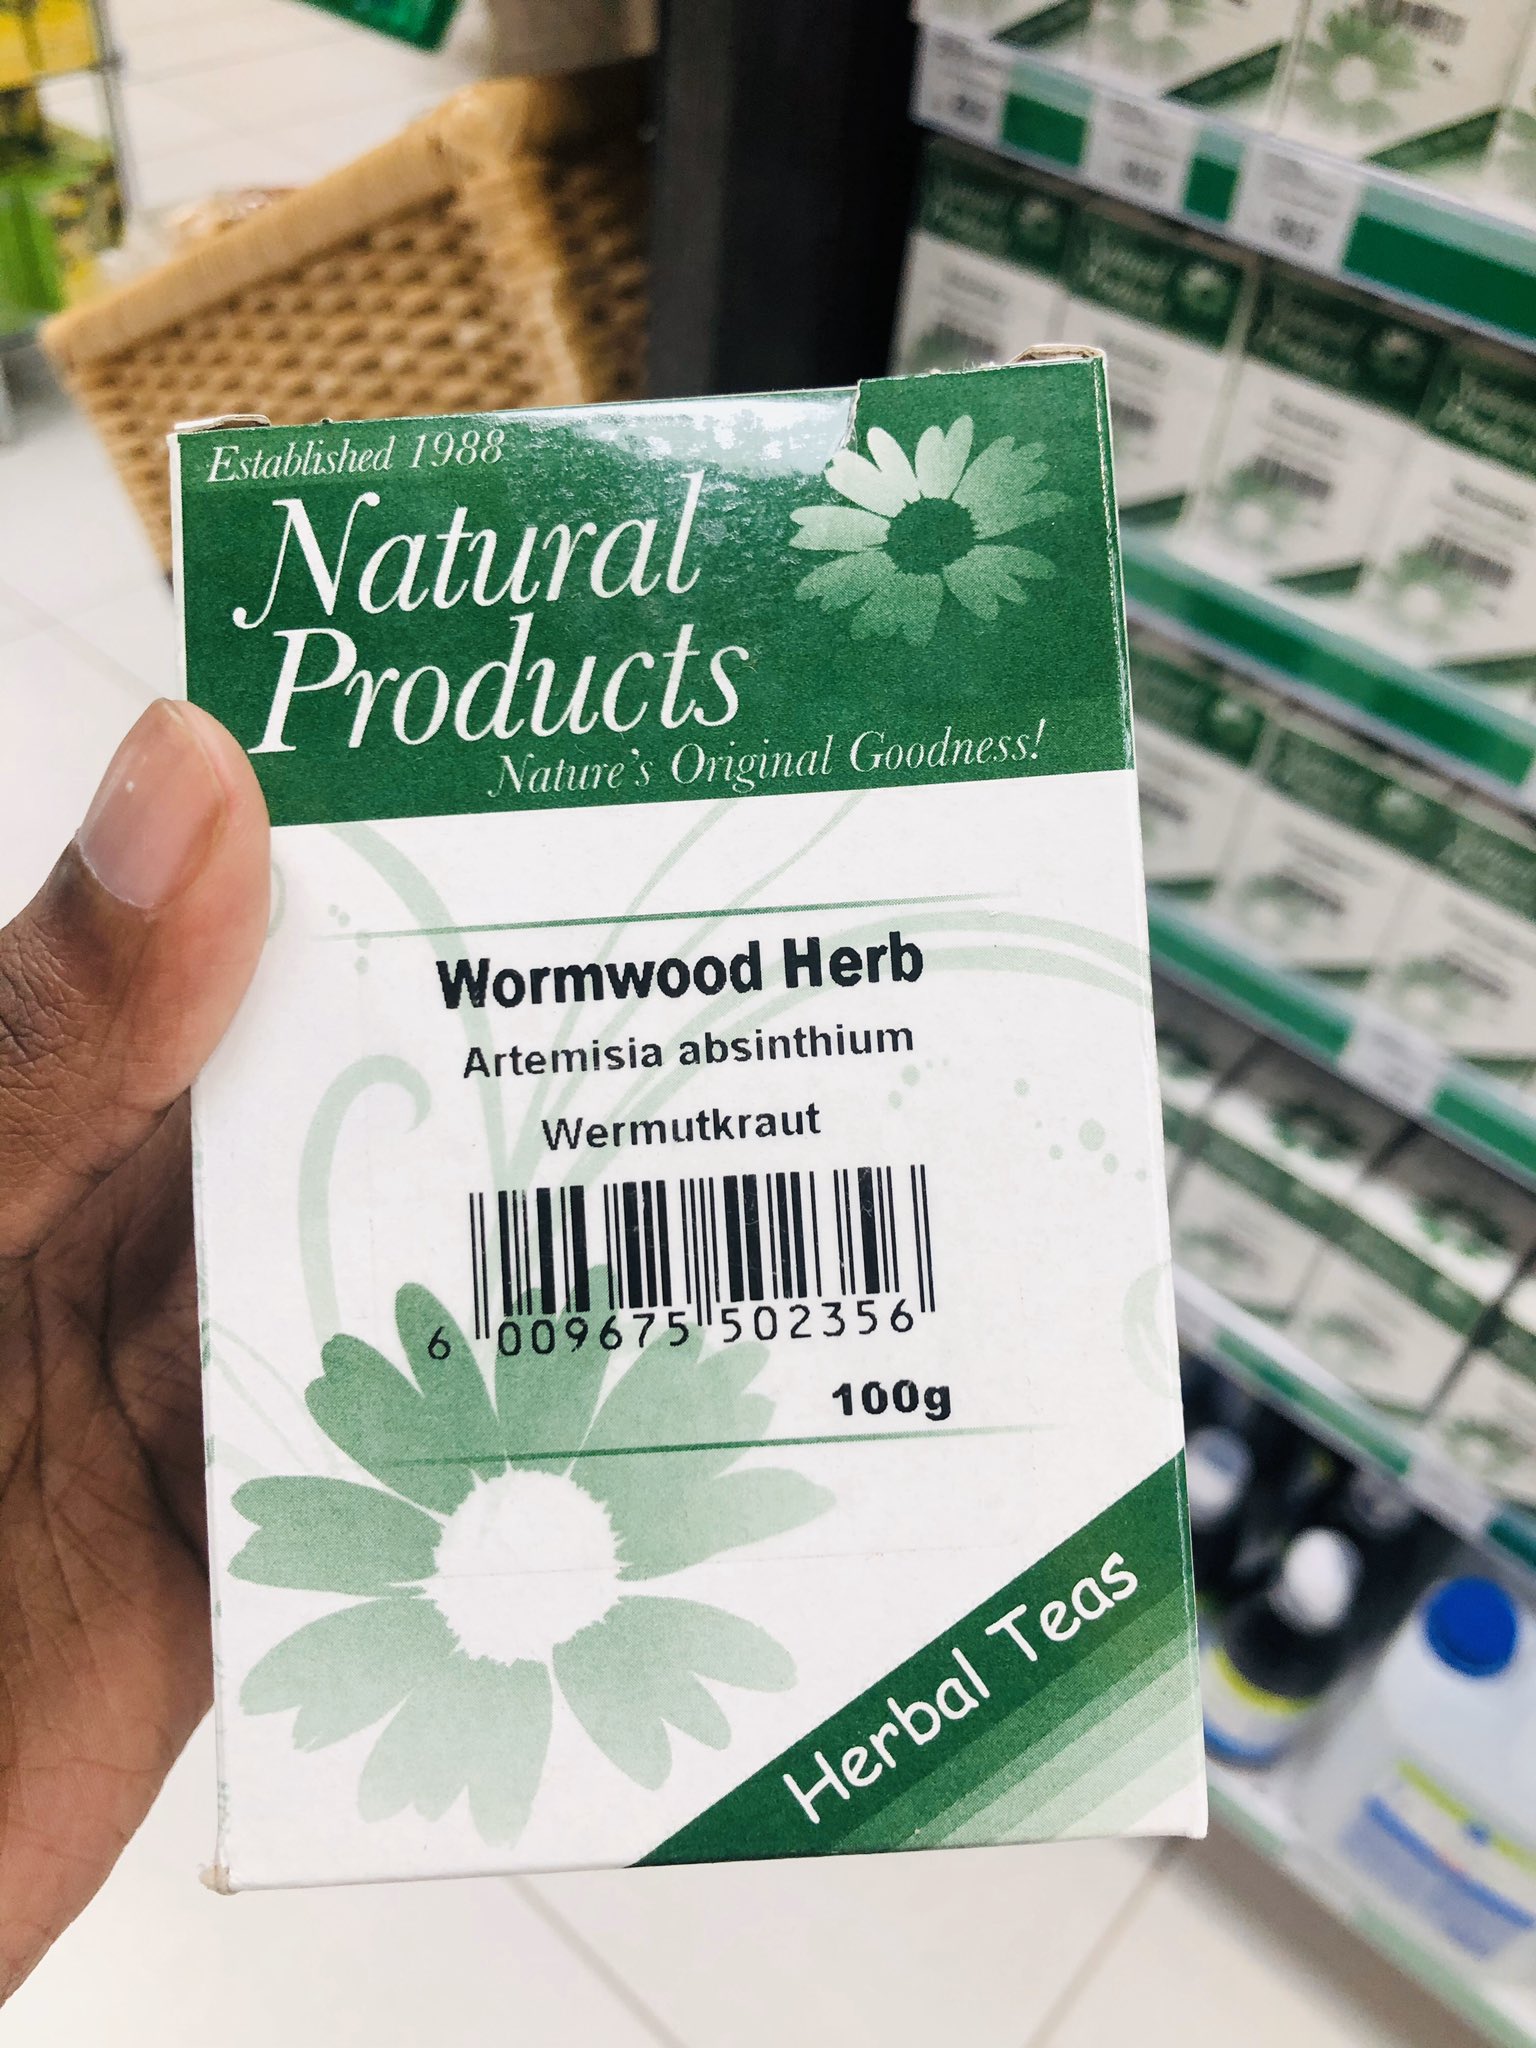 Established 1988
Natural
Products
Nature's Original Goodness!
Wormwood Herb
Artemisia absinthium
Wermutkraut
6 009675 502356
100g
Herbal Teas